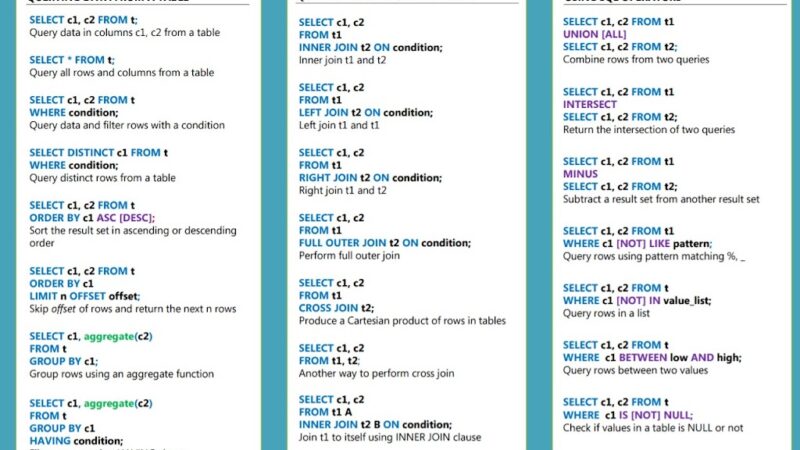 SELECT c1, c2 FROM t;
Query data in columns c1, c2 from a table
SELECT * FROM t;
Query all rows and columns from a table
SELECT c1, c2 FROM t
WHERE condition;
Query data and filter rows with a condition
SELECT DISTINCT c1 FROM t
WHERE condition;
Query distinct rows from a table
SELECT c1, c2 FROM t
ORDER BY c1 ASC [DESC];
Sort the result set in ascending or descending
order
SELECT c1, c2 FROM t
ORDER BY c1
LIMIT n OFFSET offset;
Skip offset of rows and return the next n rows
SELECT c1, aggregate(c2)
FROM t
GROUP BY c1;
Group rows using an aggregate function
SELECT c1, aggregate(c2)
FROM t
GROUP BY c1
HAVING condition;
SELECT c1, c2
FROM t1
INNER JOIN t2 ON condition;
Inner join t1 and t2
SELECT c1, c2
FROM t1
LEFT JOIN t2 ON condition;
Left join t1 and t1
SELECT c1, c2
FROM t1
RIGHT JOIN t2 ON condition;
Right join t1 and t2
SELECT c1, c2
FROM t1
FULL OUTER JOIN t2 ON condition;
Perform full outer join
SELECT c1, c2
FROM t1
CROSS JOIN t2;
Produce a Cartesian product of rows in tables
SELECT c1, c2
FROM t1, t2;
Another way to perform cross join
SELECT c1, c2
FROM t1 A
INNER JOIN t2 B ON condition;
Join t1 to itself using INNER JOIN clause
SELECT c1, c2 FROM t1
UNION [ALL]
SELECT c1, c2 FROM t2;
Combine rows from two queries
SELECT c1, c2 FROM t1
INTERSECT
SELECT c1, c2 FROM t2;
Return the intersection of two queries
SELECT c1, c2 FROM t1
MINUS
SELECT c1, c2 FROM t2;
Subtract a result set from another result set
SELECT c1, c2 FROM t1
WHERE c1 [NOT] LIKE pattern;
Query rows using pattern matching %, _
SELECT c1, c2 FROM t
WHERE c1 [NOT] IN value_list;
Query rows in a list
SELECT c1, c2 FROM t
WHERE c1 BETWEEN low AND high;
Query rows between two values
SELECT c1, c2 FROM t
WHERE c1 IS [NOT] NULL;
Check if values in a table is NULL or not